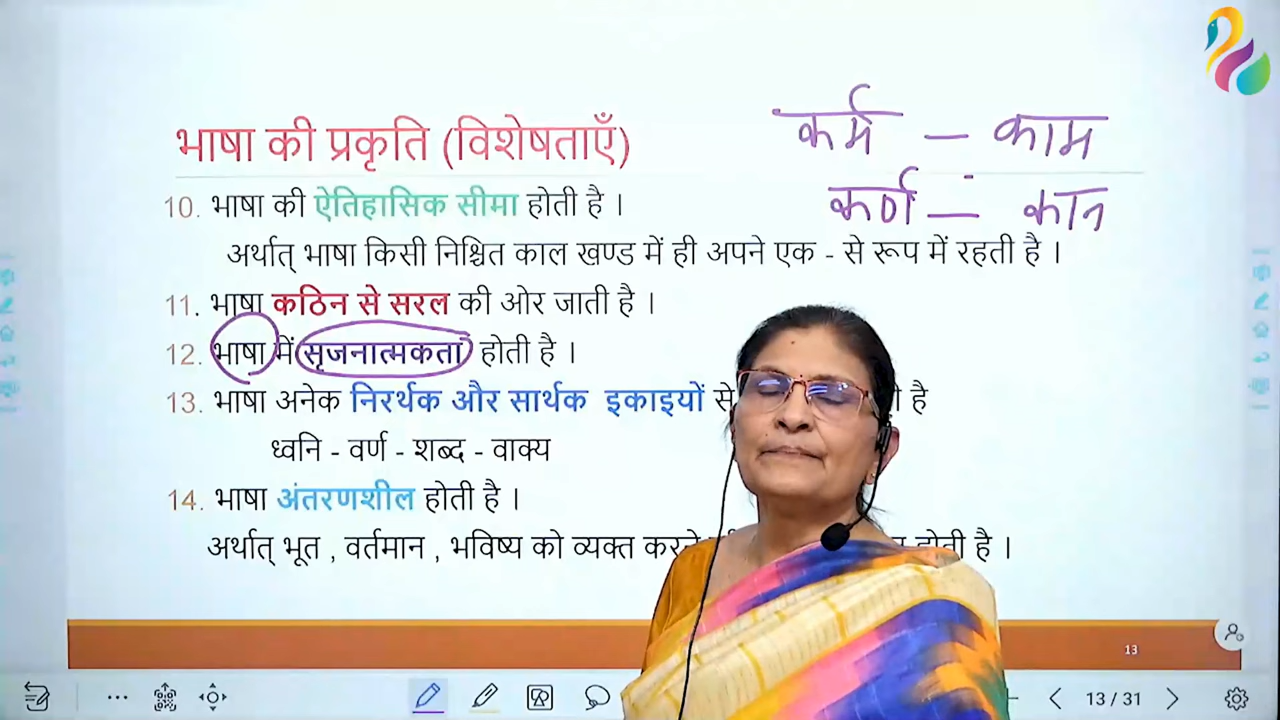 भाषा की प्रकृति (विशेषताएँ)
कर्म – काम
कर्ण – कान
10. भाषा की ऐतिहासिक सीमा होती है ।
अर्थात् भाषा किसी निश्चित काल खण्ड में ही अपने एक - से रूप में रहती है ।
11. भाषा कठिन से सरल की ओर जाती है ।
12. भाषा में सृजनात्मकता होती है ।
13. भाषा अनेक निरर्थक और सार्थक इकाइयों से है
ध्वनि - वर्ण - शब्द - वाक्य
14. भाषा अंतरणशील होती है ।
अर्थात् भूत , वर्तमान , भविष्य को व्यक्त करने होती है ।
13
13 / 31